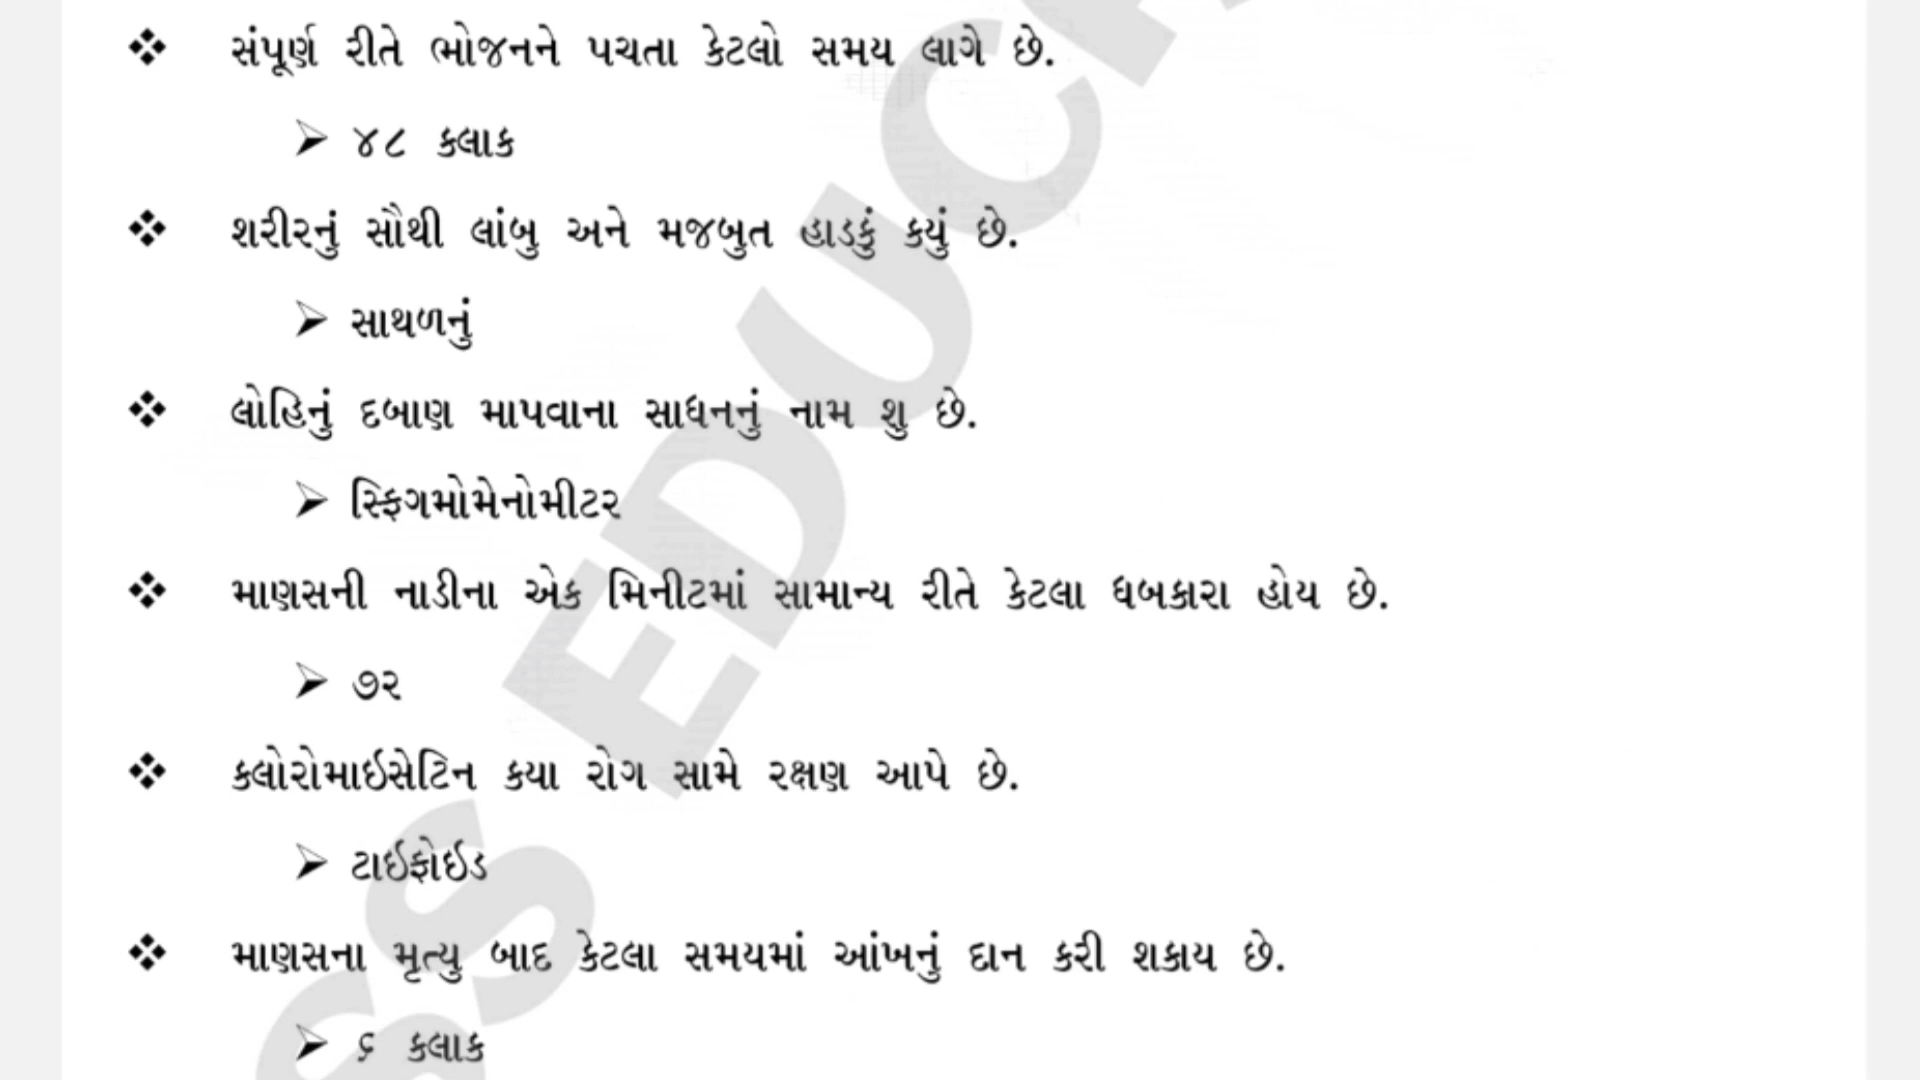 ❖ સંપૂર્ણ રીતે ભોજનને પચતા કેટલો સમય લાગે છે.
➢ ૪૮ કલાક
❖ શરીરનું સૌથી લાંબુ અને મજબુત હાડકું કયું છે.
➢ સાથળનું
❖ લોહિનું દબાણ માપવાના સાધનનું નામ શુ છે.
➢ સ્ફિગમોમેનોમીટર
❖ માણસની નાડીના એક મિનીટમાં સામાન્ય રીતે કેટલા ધબકારા હોય છે.
➢ ૭૨
❖ કલોરોમાઇસેટિન કયા રોગ સામે રક્ષણ આપે છે.
➢ ટાઈફોઈડ
❖ માણસના મૃત્યુ બાદ કેટલા સમયમાં આંખનું દાન કરી શકાય છે.
➢ ૬ કલાક